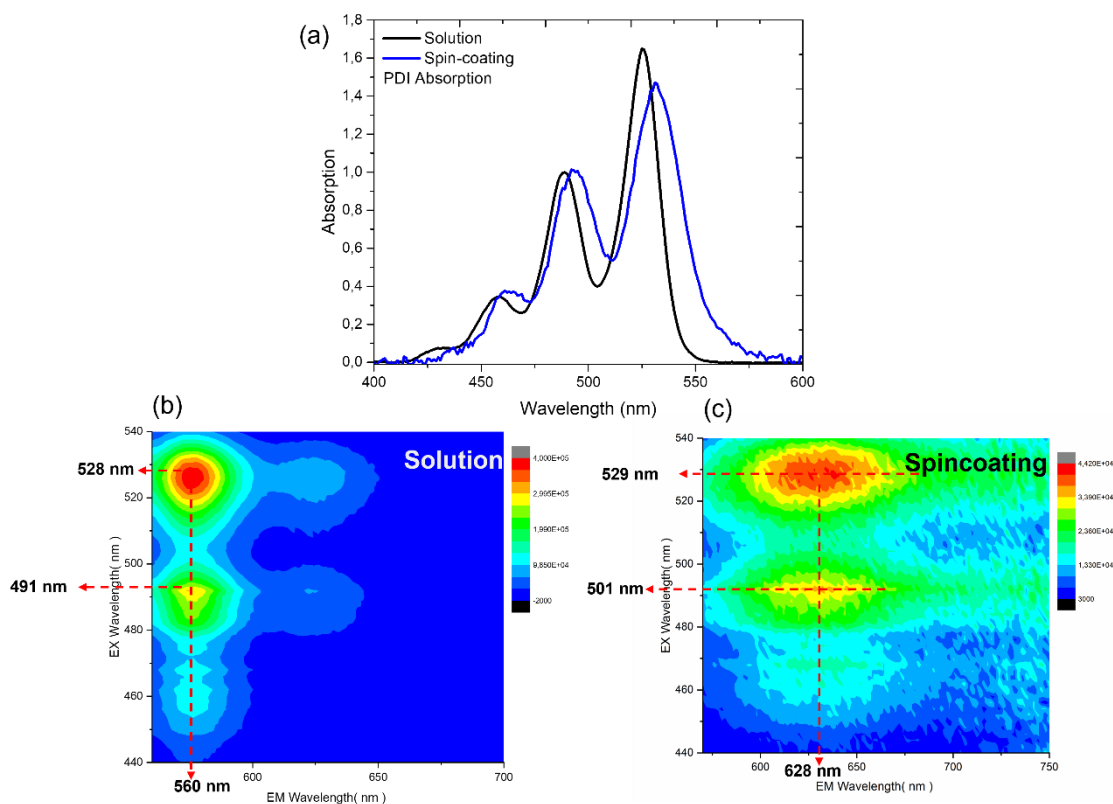 (a)
Solution
Spin-coating
PDI Absorption
Absorption
1,8
1,6
1,4
1,2
1,0
0,8
0,6
0,4
0,2
0,0
400
450
500
550
600
Wavelength (nm)
(b)
Solution
528 nm
491 nm
560 nm
EX Wavelength( nm )
540
520
500
480
460
440
600
650
700
EM Wavelength( nm )
4,000E+05
2,995E+05
1,990E+05
9,850E+04
-2000
(c)
Spincoating
529 nm
501 nm
628 nm
EX Wavelength( nm )
540
520
500
480
460
440
600
650
700
750
EM Wavelength( nm )
4,420E+04
3,390E+04
2,360E+04
1,330E+04
3000